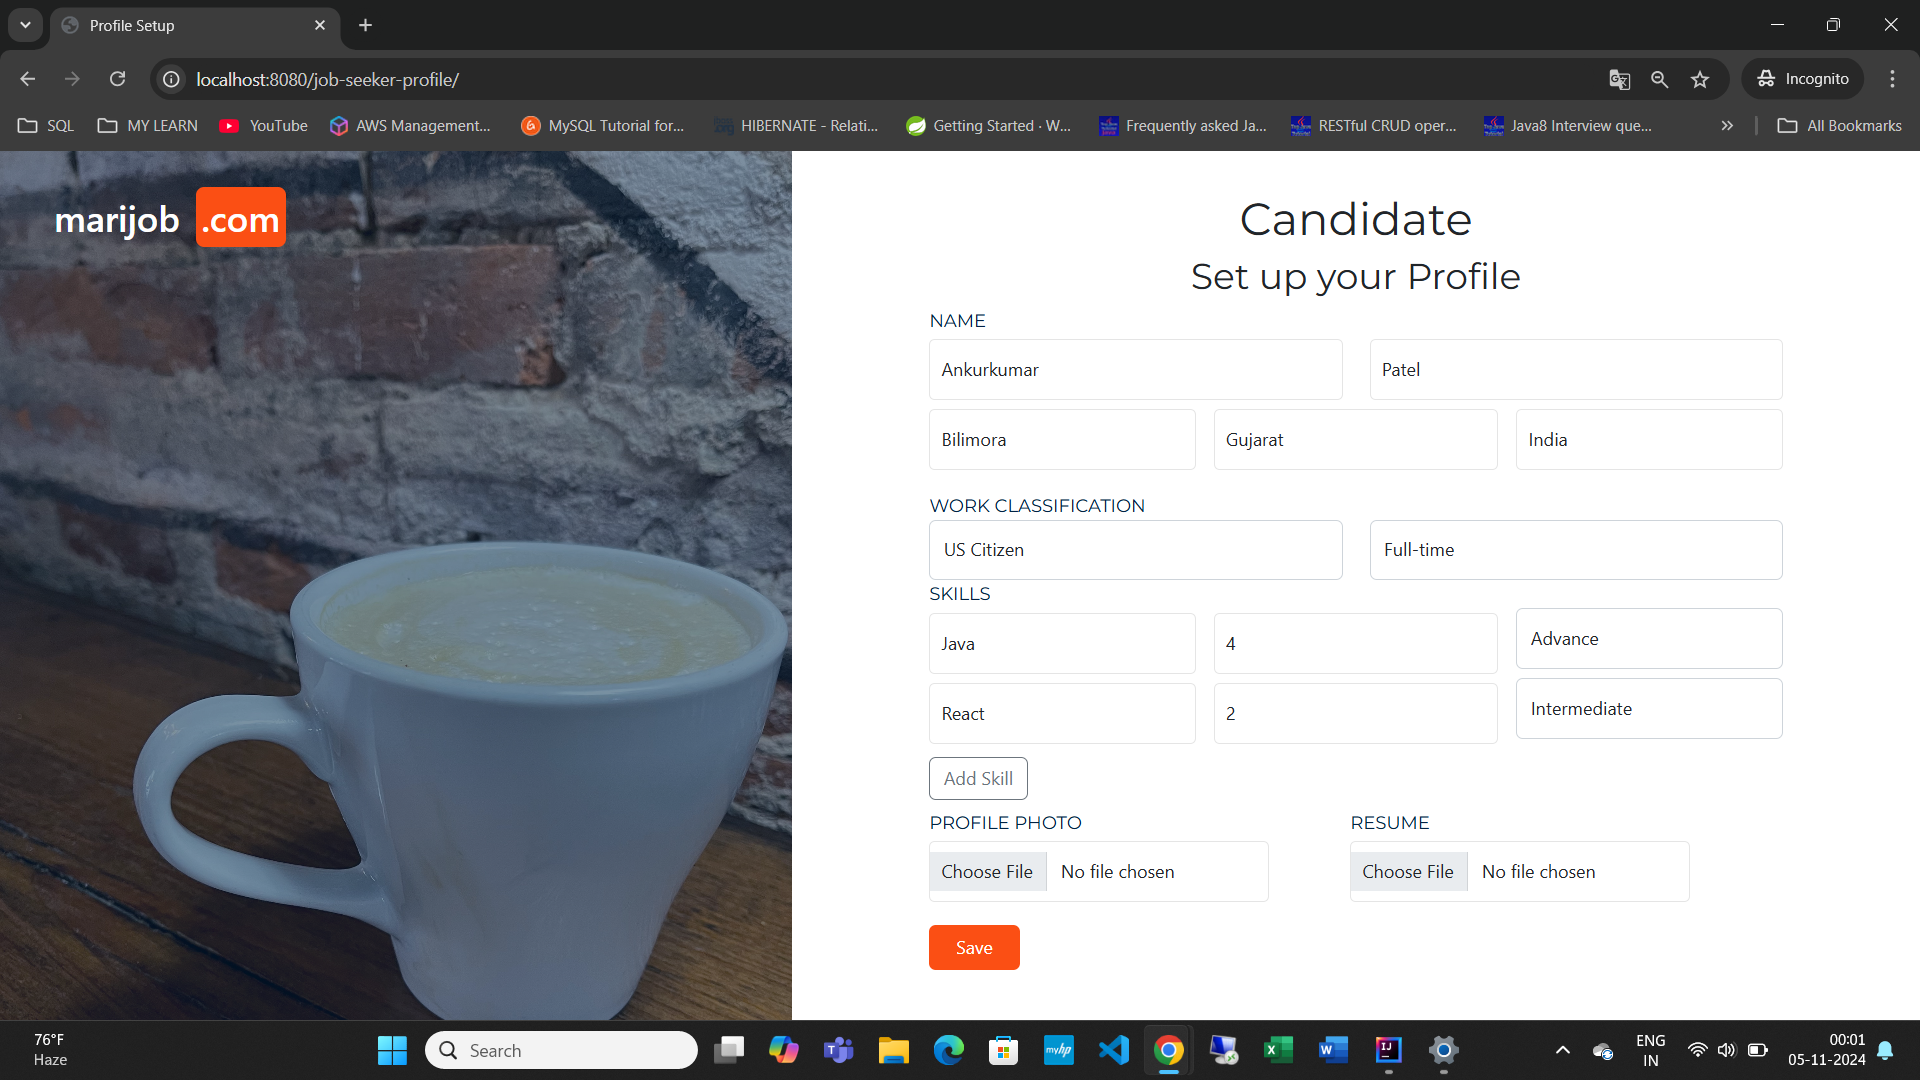 Profile Setup
localhost:8080/job-seeker-profile/
Incognito
SQL
MY LEARN
YouTube
AWS Management...
MySQL Tutorial for...
HIBERNATE - Relati...
Getting Started · W...
Frequently asked Ja...
RESTful CRUD oper...
Java8 Interview que...
All Bookmarks
marijob .com
Candidate
Set up your Profile
NAME
Ankurkumar
Patel
Bilimora
Gujarat
India
WORK CLASSIFICATION
US Citizen
Full-time
SKILLS
Java
4
Advance
React
2
Intermediate
Add Skill
PROFILE PHOTO
RESUME
Choose File No file chosen
Choose File No file chosen
Save
76°F
Haze
Search
myhp
ENG
IN
00:01
05-11-2024